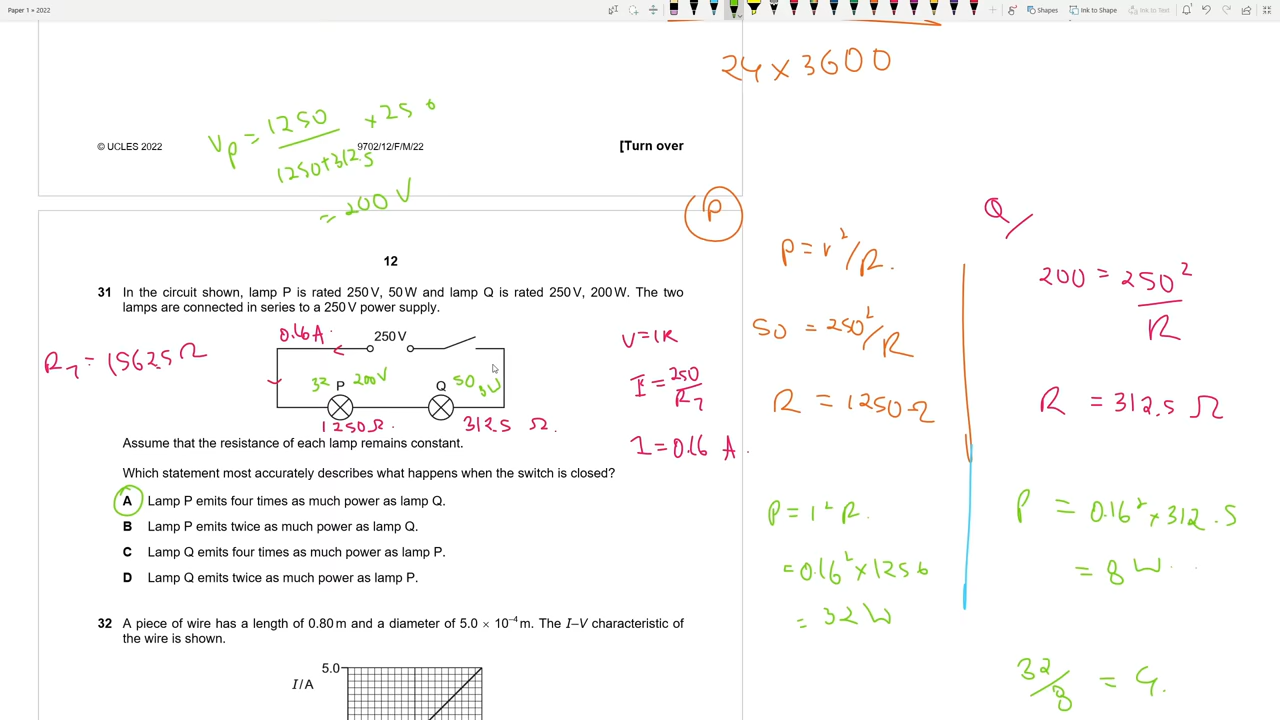 Paper 1 » 2022
Shapes
Ink to Shape
Ink to Text
24 x 3600
Vp = 1250 / 1250+312.5 x 250
= 200 V
© UCLES 2022
9702/12/F/M/22
[Turn over
P
Q
12
P = V²/R.
50 = 250²/R
R = 1250 Ω
200 = 250²/R
R = 312.5 Ω
31 In the circuit shown, lamp P is rated 250 V, 50 W and lamp Q is rated 250 V, 200 W. The two
lamps are connected in series to a 250 V power supply.
0.16 A
250 V
RT = 1562.5 Ω
32 P 200 V
Q 50 8 W
1250 Ω.
312.5 Ω.
V = IR
I = 250/RT
I = 0.16 A.
Assume that the resistance of each lamp remains constant.
Which statement most accurately describes what happens when the switch is closed?
A Lamp P emits four times as much power as lamp Q.
B Lamp P emits twice as much power as lamp Q.
C Lamp Q emits four times as much power as lamp P.
D Lamp Q emits twice as much power as lamp P.
P = I² R.
= 0.16² x 1250
= 32 W
P = 0.16² x 312.5
= 8 W.
32/8 = 4.
32 A piece of wire has a length of 0.80 m and a diameter of 5.0 × 10⁻⁴ m. The I–V characteristic of
the wire is shown.
5.0
I / A